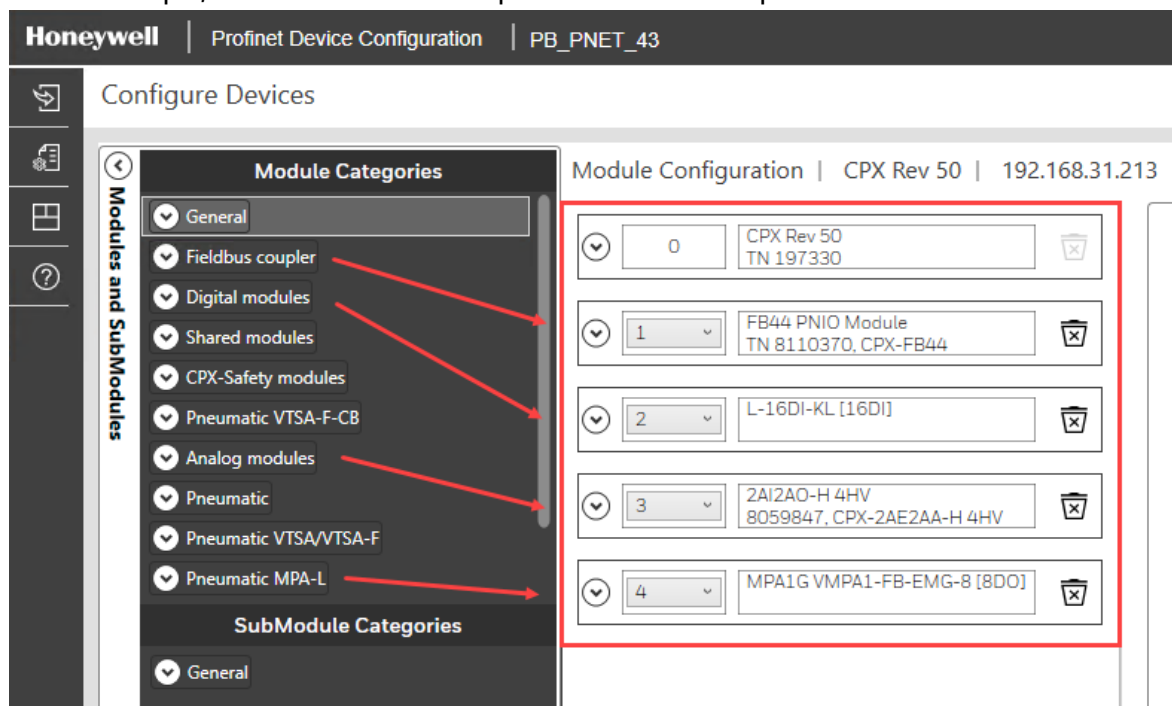 Honeywell | Profinet Device Configuration | PB_PNET_43
Configure Devices
Modules and SubModules
Module Categories
General
Fieldbus coupler
Digital modules
Shared modules
CPX-Safety modules
Pneumatic VTSA-F-CB
Analog modules
Pneumatic
Pneumatic VTSA/VTSA-F
Pneumatic MPA-L
SubModule Categories
General
Module Configuration | CPX Rev 50 | 192.168.31.213
0
CPX Rev 50
TN 197330
1
FB44 PNIO Module
TN 8110370, CPX-FB44
2
L-16DI-KL [16DI]
3
2AI2AO-H 4HV
8059847, CPX-2AE2AA-H 4HV
4
MPA1G VMPA1-FB-EMG-8 [8DO]